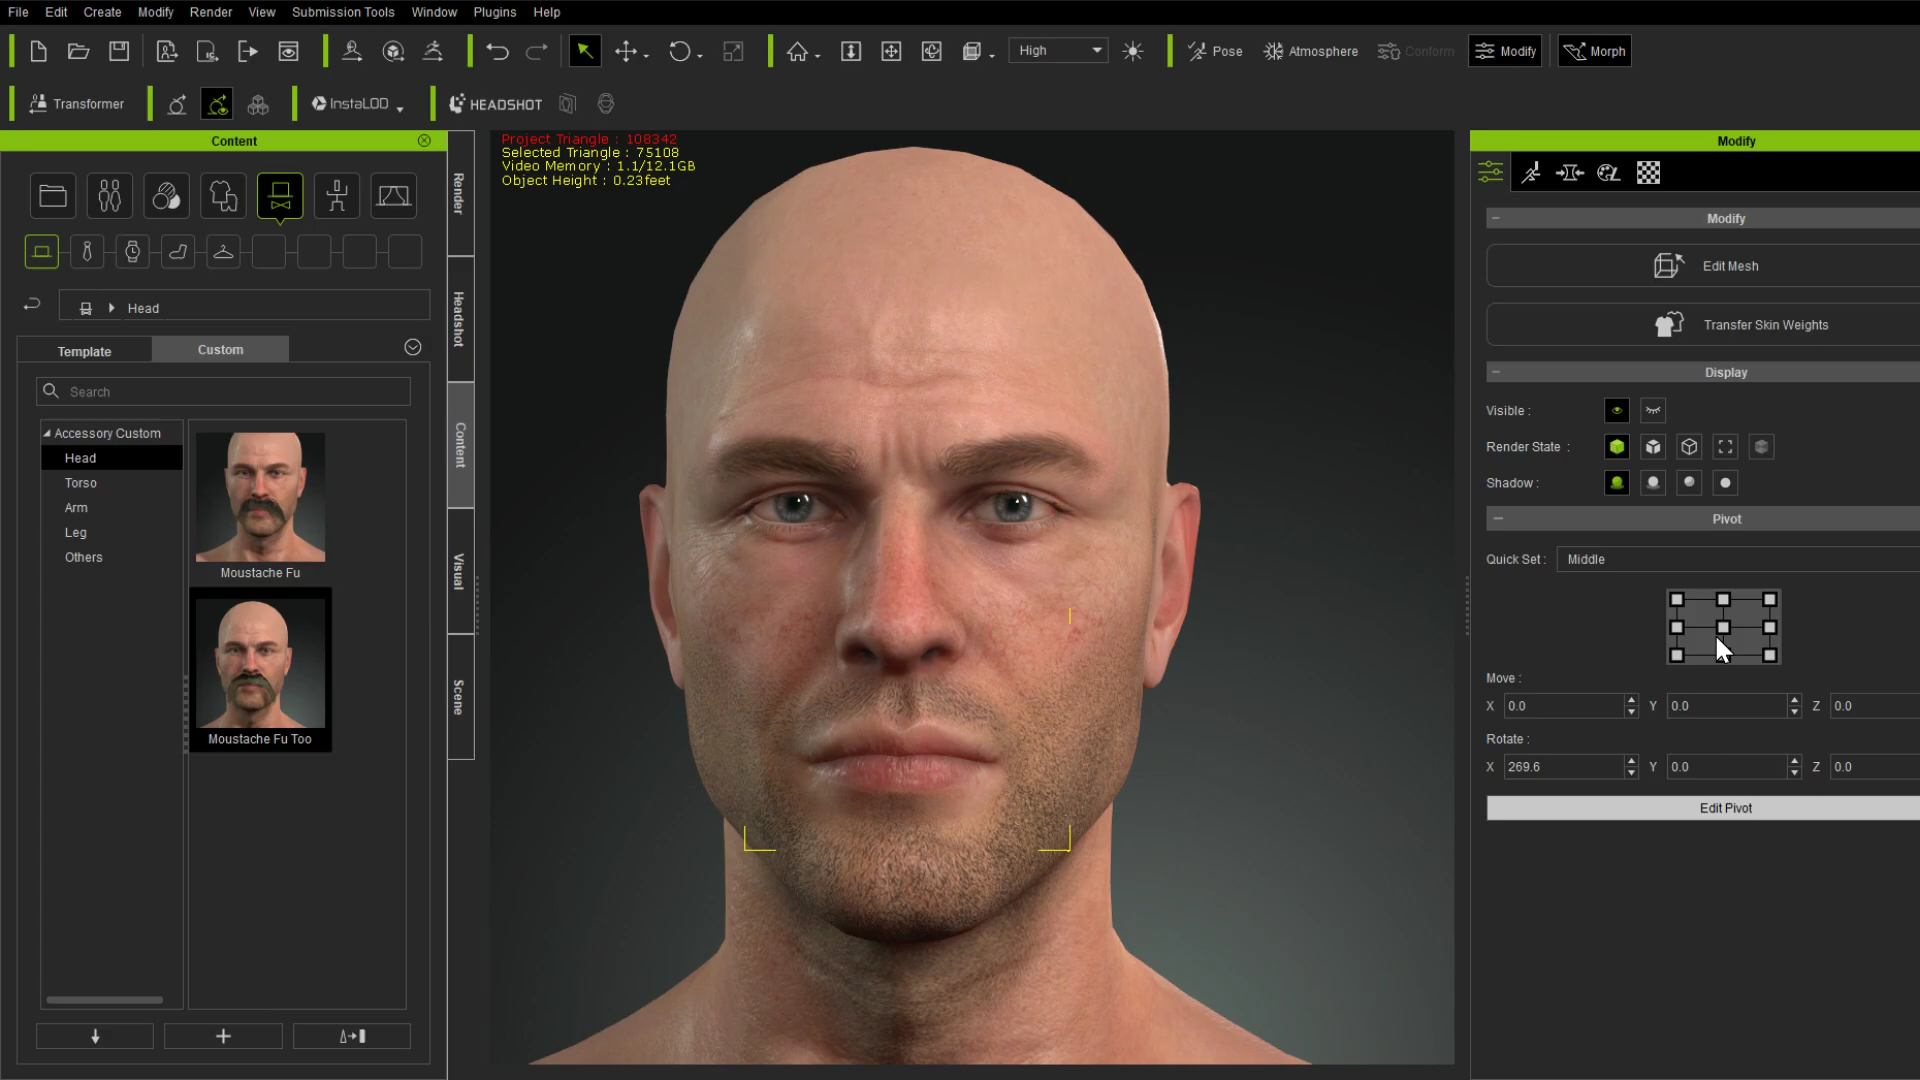 File Edit Create Modify Render View Submission Tools Window Plugins Help
High Pose Atmosphere Conform Modify Morph
Transformer InstaLOD HEADSHOT
Content
Head
Template Custom
Search
Accessory Custom
Head
Torso
Arm
Leg
Others
Moustache Fu
Moustache Fu Too
Render
Headshot
Content
Visual
Scene
Project Triangle : 108342
Selected Triangle : 75108
Video Memory : 1.1/12.1GB
Object Height : 0.23feet
Modify
Modify
Edit Mesh
Transfer Skin Weights
Display
Visible :
Render State :
Shadow :
Pivot
Quick Set : Middle
Move :
X 0.0 Y 0.0 Z 0.0
Rotate :
X 269.6 Y 0.0 Z 0.0
Edit Pivot